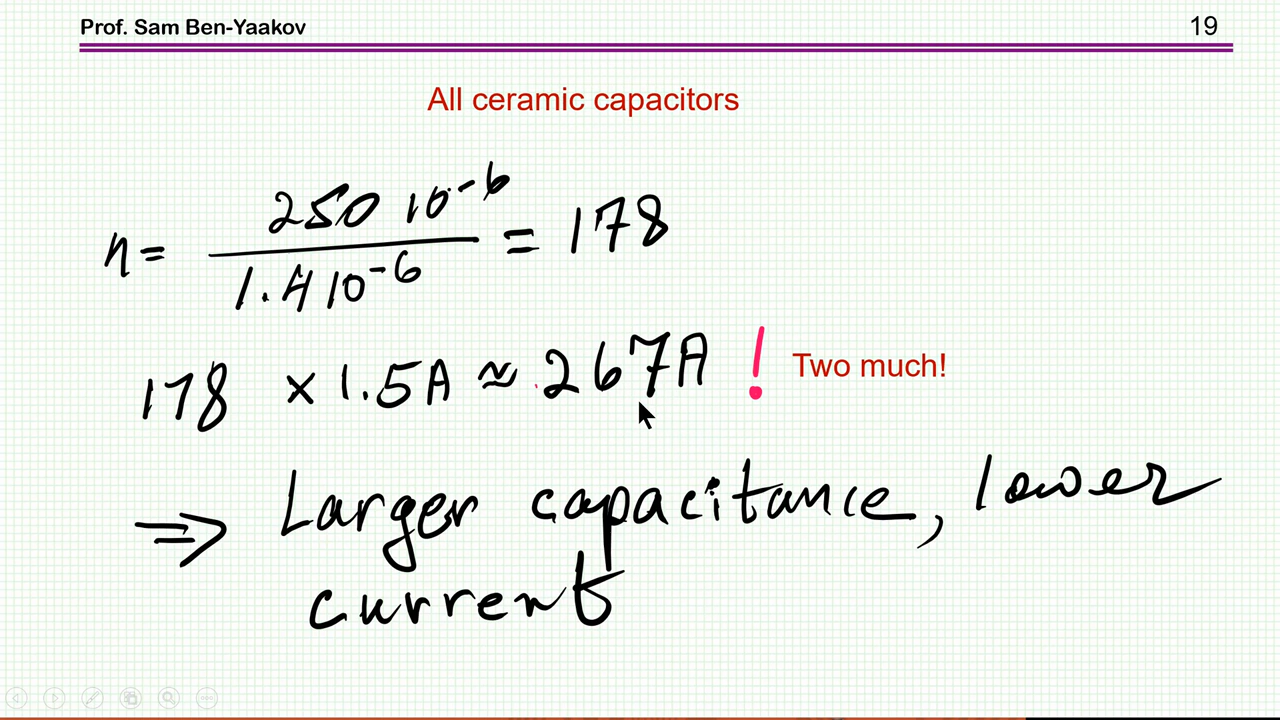 Prof. Sam Ben-Yaakov
19
All ceramic capacitors
n = 250 10^-6 / 1.4 10^-6 = 178
178 × 1.5A ≈ 267A ! Two much!
⇒ Larger capacitance, lower
current